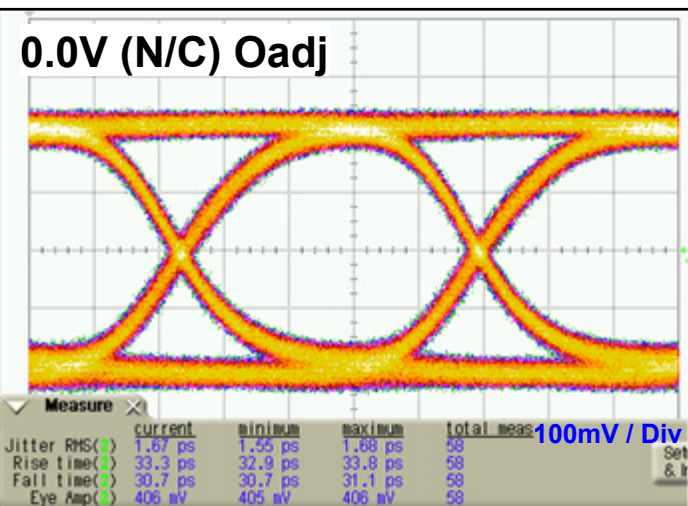 0.0V (N/C) Oadj
Measure
current minimum maximum total meas 100mV / Div
Jitter RMS(2) 1.67 ps 1.55 ps 1.68 ps 58
Rise time(2) 33.3 ps 32.9 ps 33.8 ps 58
Fall time(2) 30.7 ps 30.7 ps 31.1 ps 58
Eye Amp(2) 406 mV 405 mV 406 mV 58
Set
&